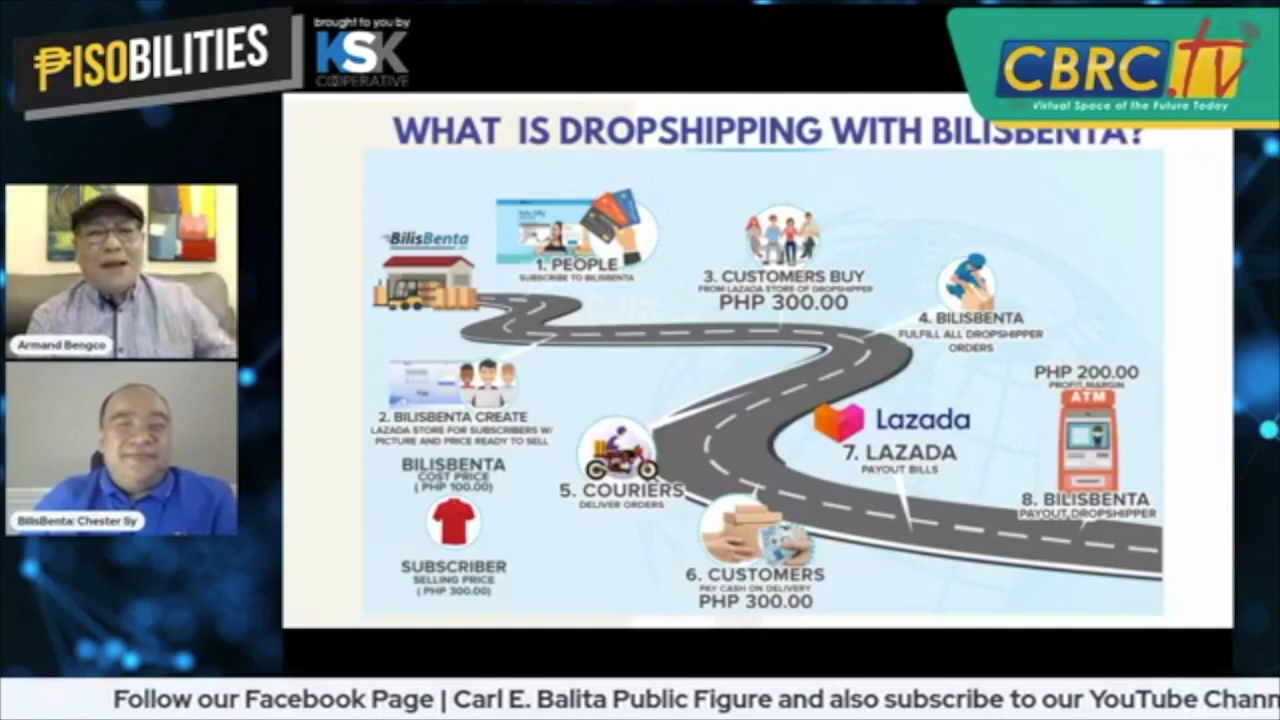 ₱ISOBILITIES
brought to you by
KSK
COOPERATIVE
CBRC.tv
Virtual Space of the Future Today
WHAT IS DROPSHIPPING WITH BILISBENTA?
BilisBenta
1. PEOPLE
SUBSCRIBE TO BILISBENTA
3. CUSTOMERS BUY
FROM LAZADA STORE OF DROPSHIPPER
PHP 300.00
4. BILISBENTA
FULFILL ALL DROPSHIPPER
ORDERS
2. BILISBENTA CREATE
LAZADA STORE FOR SUBSCRIBERS W/
PICTURE AND PRICE READY TO SELL
BILISBENTA
COST PRICE
( PHP 100.00)
SUBSCRIBER
SELLING PRICE
( PHP 300.00)
5. COURIERS
DELIVER ORDERS
6. CUSTOMERS
PAY CASH ON DELIVERY
PHP 300.00
Lazada
7. LAZADA
PAYOUT BILLS
PHP 200.00
PROFIT MARGIN
ATM
8. BILISBENTA
PAYOUT DROPSHIPPER
Armand Bengco
BilisBenta: Chester Sy
Follow our Facebook Page | Carl E. Balita Public Figure and also subscribe to our YouTube Chann